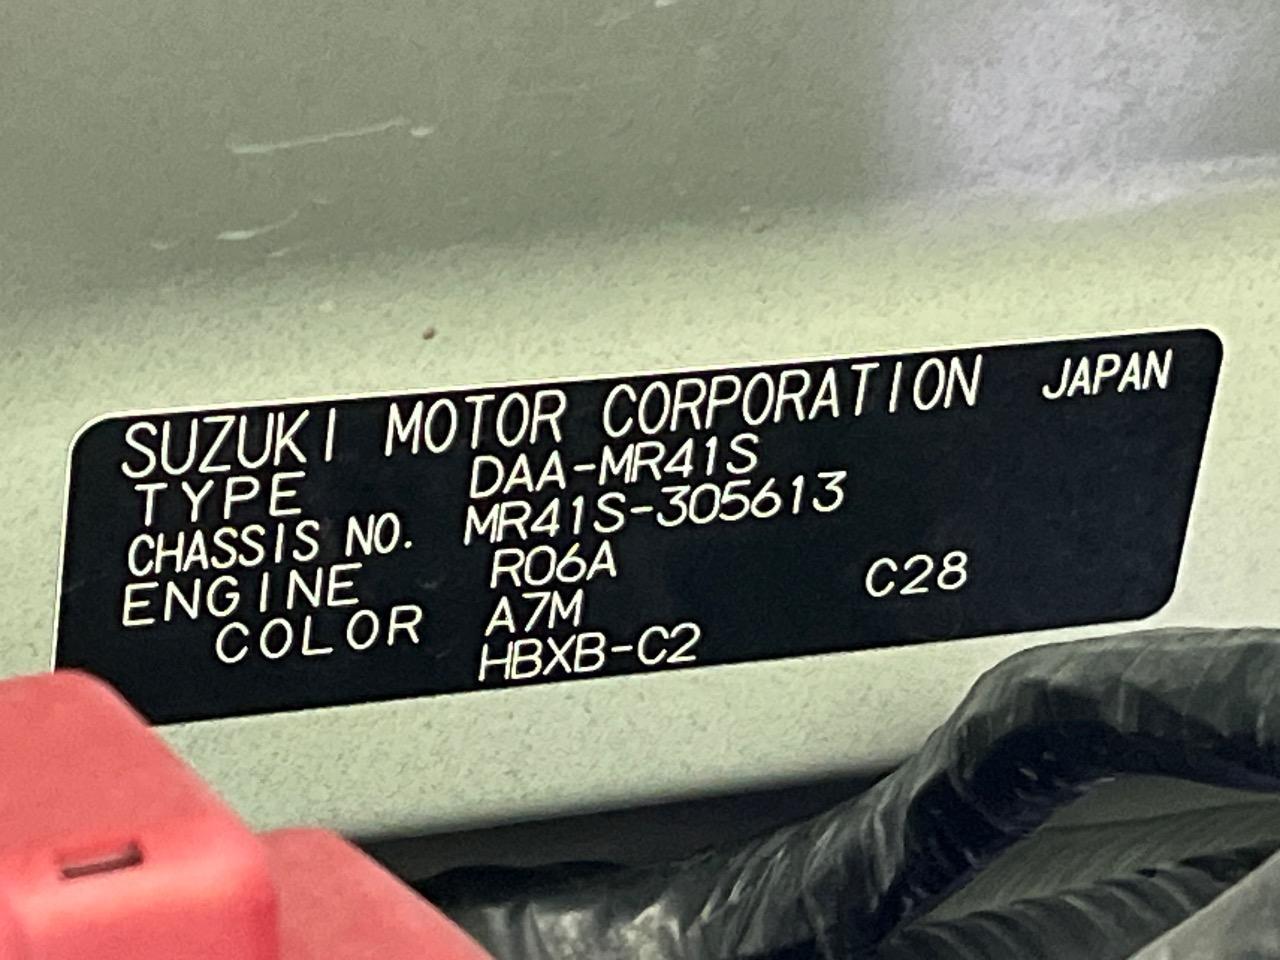 SUZUKI MOTOR CORPORATION JAPAN
TYPE DAA-MR41S
CHASSIS NO. MR41S-305613
ENGINE R06A
COLOR A7M C28
HBXB-C2